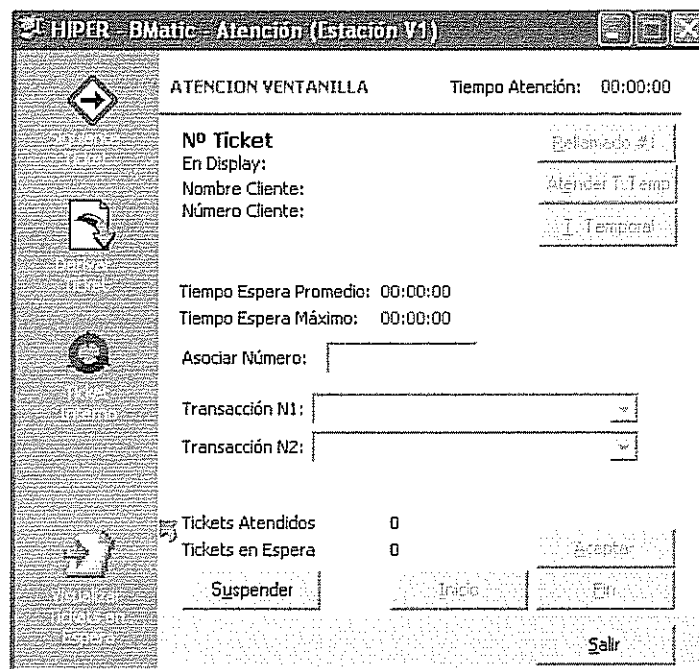 HIPER - BMatic - Atención (Estación V1)
ATENCION VENTANILLA
Tiempo Atención: 00:00:00
Nº Ticket
En Display:
Nombre Cliente:
Número Cliente:
Rellamado #1
Atender T. Temp
T. Temporal
Tiempo Espera Promedio: 00:00:00
Tiempo Espera Máximo: 00:00:00
Asociar Número:
Transacción N1:
Transacción N2:
Tickets Atendidos 0
Tickets en Espera 0
Aceptar
Suspender
Inicio
Fin
Salir